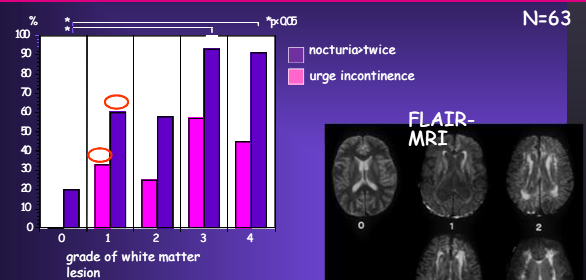 %
*
*
*p<0.05
N=63
100
90
80
70
60
50
40
30
20
10
0
0 1 2 3 4
grade of white matter
lesion
nocturia>twice
urge incontinence
FLAIR-
MRI
0 1 2